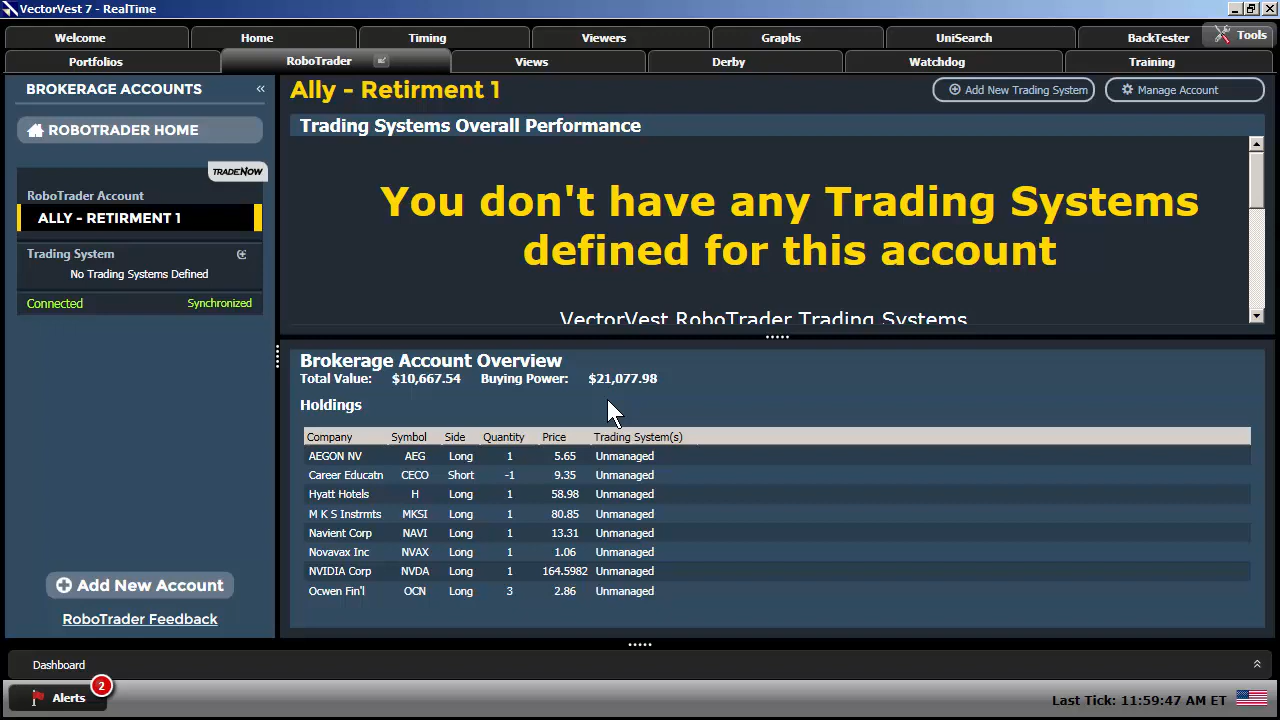 VectorVest 7 - RealTime
Welcome Home Timing Viewers Graphs UniSearch BackTester Tools
Portfolios RoboTrader Views Derby Watchdog Training
BROKERAGE ACCOUNTS «
ROBOTRADER HOME
TRADENOW
RoboTrader Account
ALLY - RETIRMENT 1
Trading System
No Trading Systems Defined
Connected Synchronized
Add New Account
RoboTrader Feedback
Ally - Retirment 1
Add New Trading System Manage Account
Trading Systems Overall Performance
You don't have any Trading Systems
defined for this account
VectorVest RoboTrader Trading Systems
Brokerage Account Overview
Total Value: $10,667.54 Buying Power: $21,077.98
Holdings
Company Symbol Side Quantity Price Trading System(s)
AEGON NV AEG Long 1 5.65 Unmanaged
Career Educatn CECO Short -1 9.35 Unmanaged
Hyatt Hotels H Long 1 58.98 Unmanaged
M K S Instrmts MKSI Long 1 80.85 Unmanaged
Navient Corp NAVI Long 1 13.31 Unmanaged
Novavax Inc NVAX Long 1 1.06 Unmanaged
NVIDIA Corp NVDA Long 1 164.5982 Unmanaged
Ocwen Fin'l OCN Long 3 2.86 Unmanaged
Dashboard
Alerts 2
Last Tick: 11:59:47 AM ET